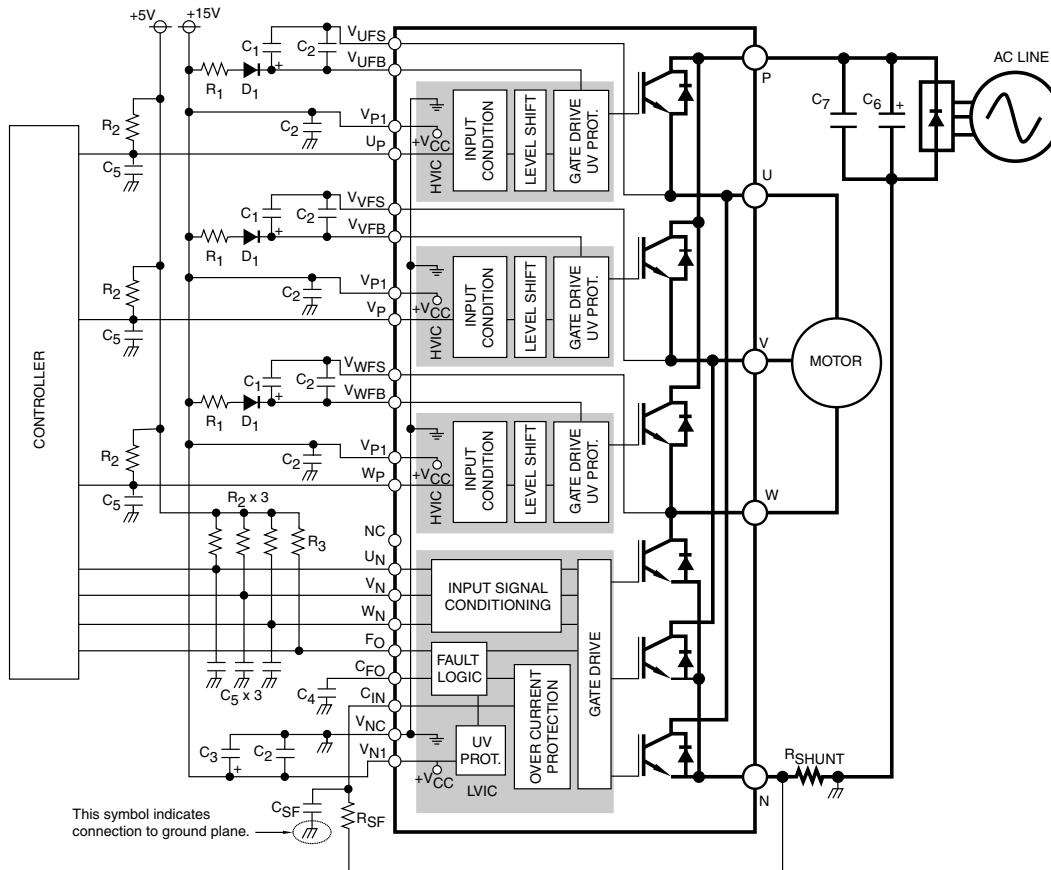 +5V
+15V
C1
C2
VUFS
VUFB
R1
D1
+
C2
VP1
UP
R2
C5
+VCC
HVIC
INPUT
CONDITION
LEVEL SHIFT
GATE DRIVE
UV PROT.
P
C7
C6
+
AC LINE
U
C1
C2
VVFS
VVFB
R1
D1
+
C2
VP1
VP
R2
C5
+VCC
HVIC
INPUT
CONDITION
LEVEL SHIFT
GATE DRIVE
UV PROT.
V
MOTOR
CONTROLLER
C1
C2
VWFS
VWFB
R1
D1
+
C2
VP1
WP
R2
C5
+VCC
HVIC
INPUT
CONDITION
LEVEL SHIFT
GATE DRIVE
UV PROT.
W
R2 x 3
R3
NC
UN
VN
WN
FO
CFO
CIN
VNC
VN1
C5 x 3
C4
C3
+
C2
INPUT SIGNAL
CONDITIONING
FAULT
LOGIC
UV
PROT.
+VCC
LVIC
OVER CURRENT
PROTECTION
GATE DRIVE
RSHUNT
N
CSF
RSF
This symbol indicates
connection to ground plane.